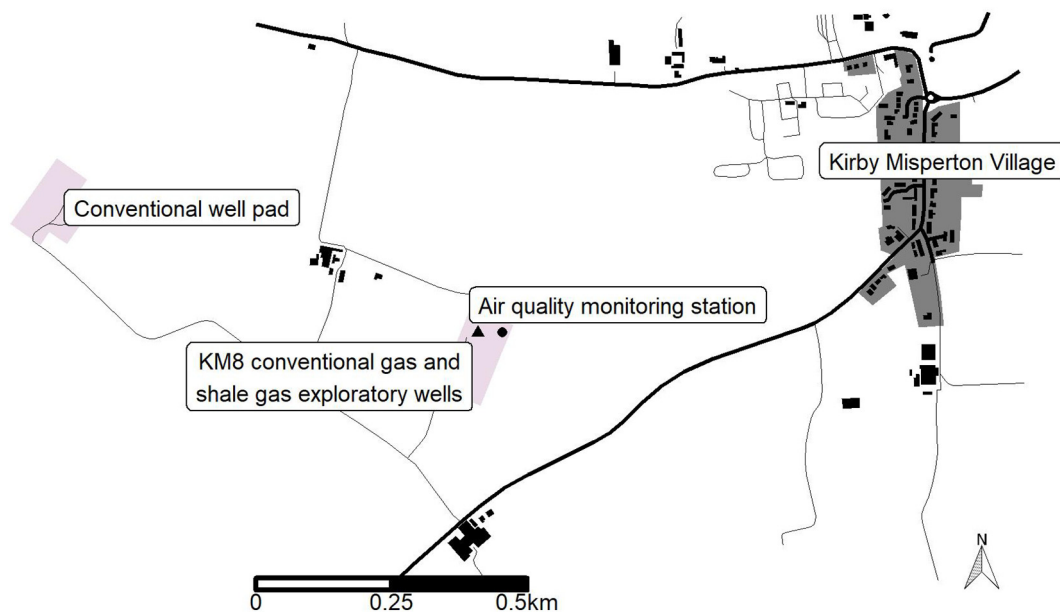 Kirby Misperton Village
Conventional well pad
Air quality monitoring station
KM8 conventional gas and
shale gas exploratory wells
N
0 0.25 0.5km